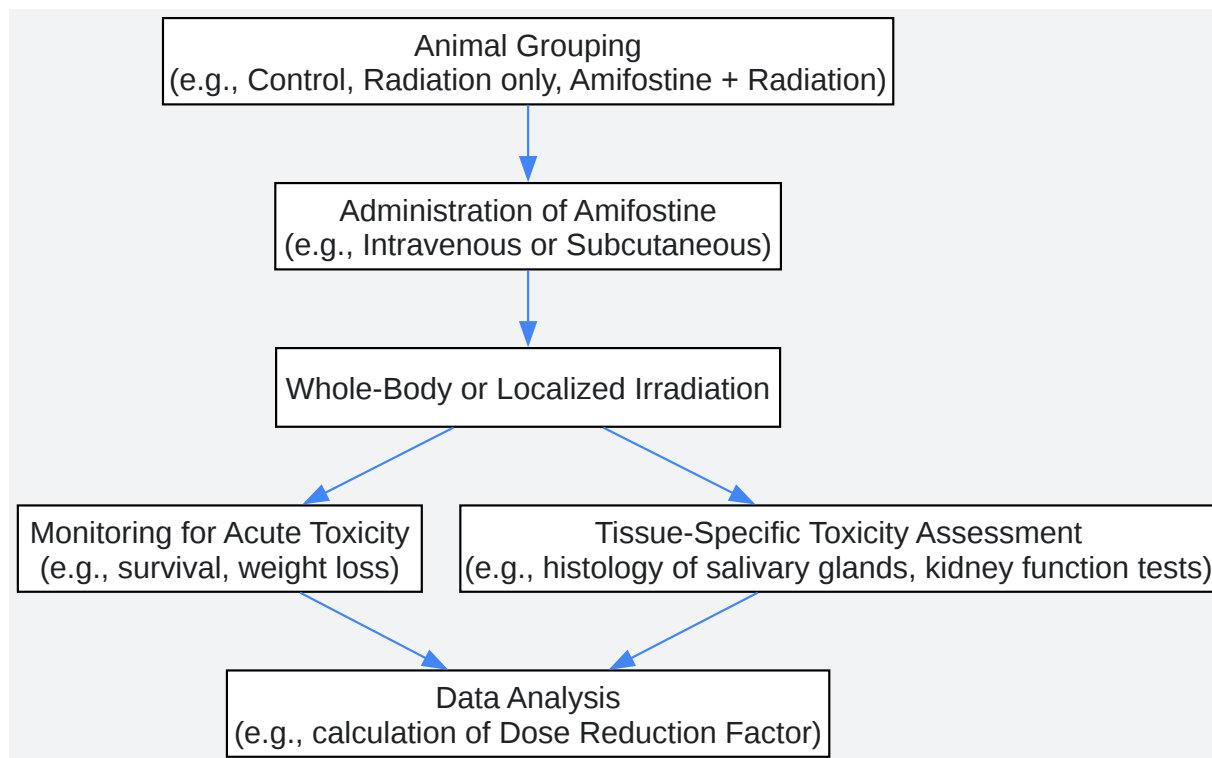 Animal Grouping
(e.g., Control, Radiation only, Amifostine + Radiation)
Administration of Amifostine
(e.g., Intravenous or Subcutaneous)
Whole-Body or Localized Irradiation
Monitoring for Acute Toxicity
(e.g., survival, weight loss)
Tissue-Specific Toxicity Assessment
(e.g., histology of salivary glands, kidney function tests)
Data Analysis
(e.g., calculation of Dose Reduction Factor)